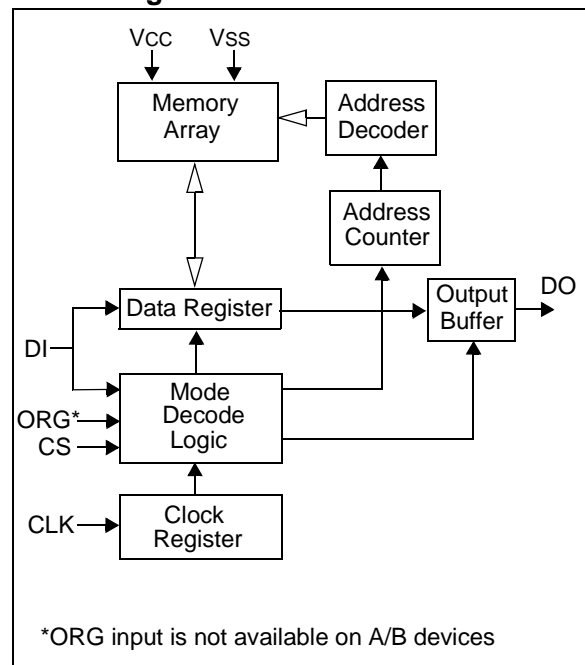 VCC VSS
Memory
Array
Address
Decoder
Address
Counter
Data Register
Output
Buffer
DO
DI
Mode
Decode
Logic
ORG*
CS
CLK
Clock
Register
*ORG input is not available on A/B devices